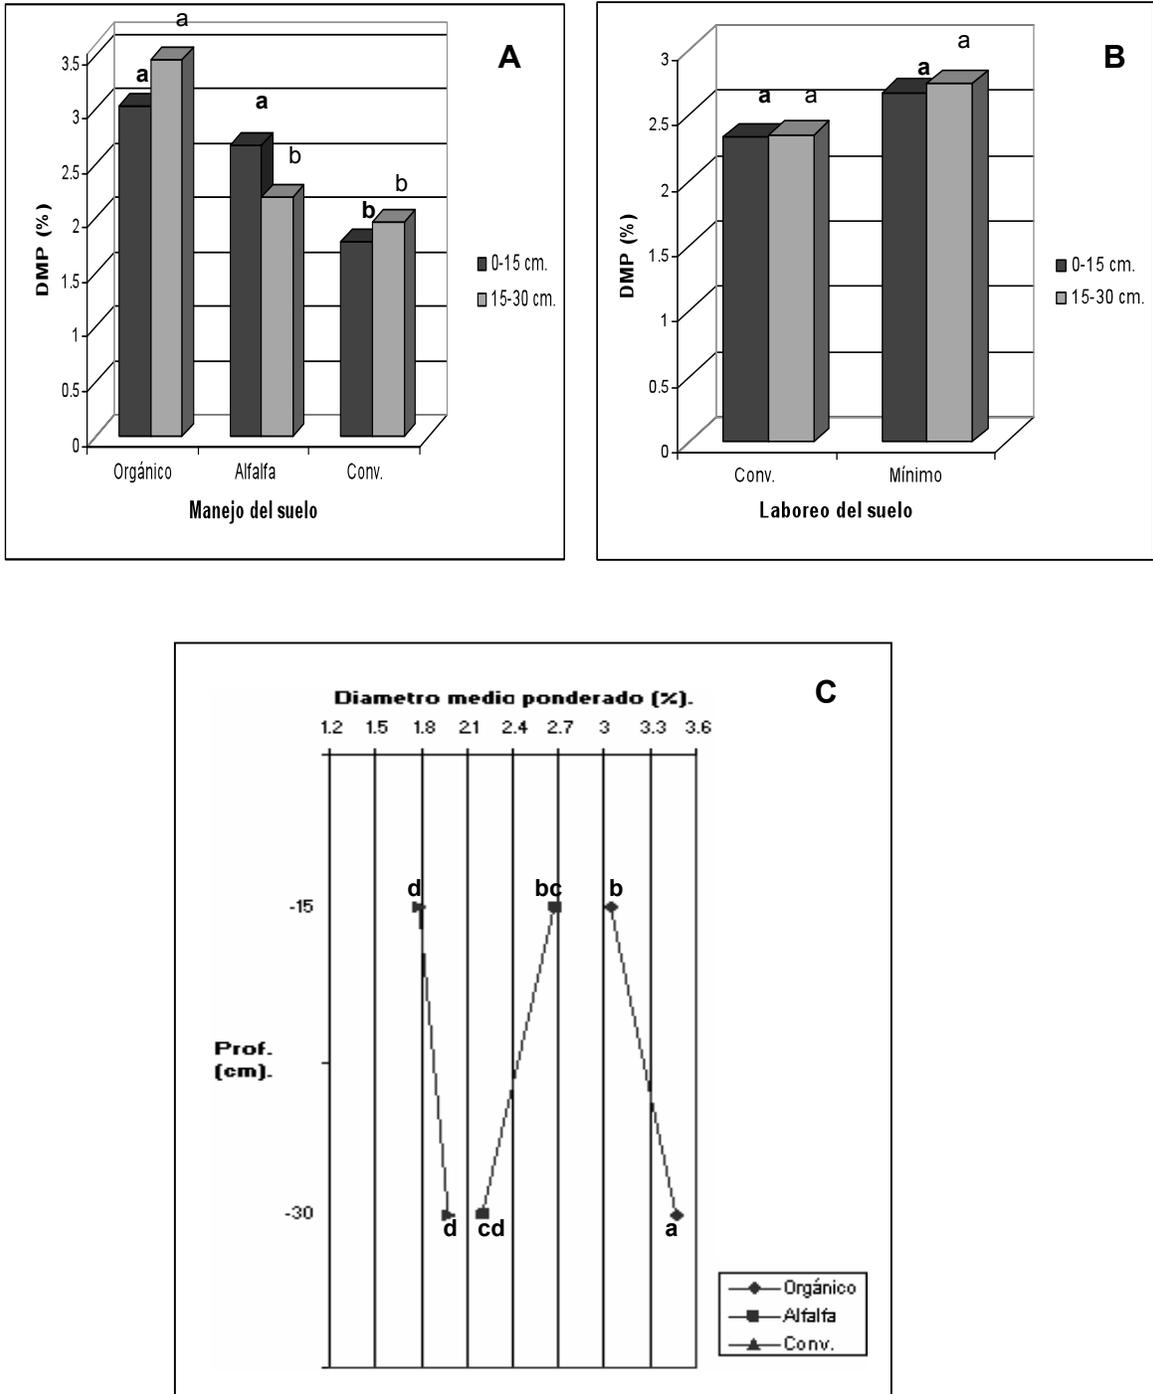 A
a
3.5
a
a
3
b
b
2.5
b
2
DMP (%)
1.5
0-15 cm.
15-30 cm.
1
0.5
0
Orgánico Alfalfa Conv.
Manejo del suelo
B
a
3
a
a a
2.5
2
DMP (%)
1.5
0-15 cm.
15-30 cm.
1
0.5
0
Conv. Mínimo
Laboreo del suelo
C
Diametro medio ponderado (%).
1.2 1.5 1.8 2.1 2.4 2.7 3 3.3 3.6
d bc b
-15
Prof.
(cm).
-30
d cd a
Orgánico
Alfalfa
Conv.